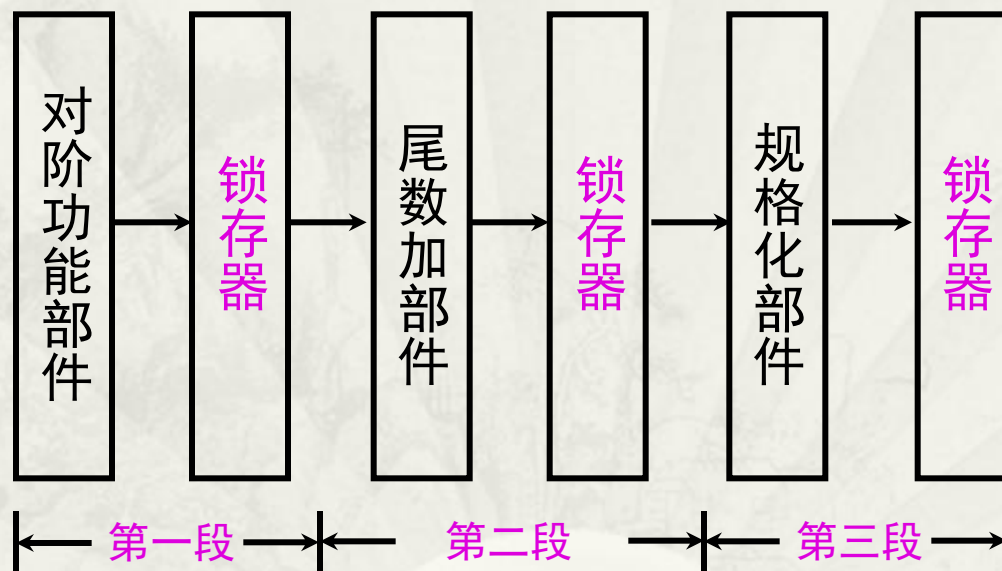 对阶功能部件
锁存器
尾数加部件
锁存器
规格化部件
锁存器
第一段
第二段
第三段